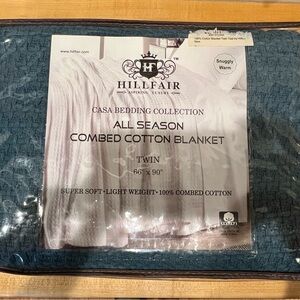 www.hillfair.com
Snuggly
Warm
H
TM
HILLFAIR
CASA BEDDING COLLECTION
ALL SEASON
COMBED COTTON BLANKET
TWIN
66" x 90"
SUPER SOFT•LIGHT WEIGHT•100% COMBED COTTON